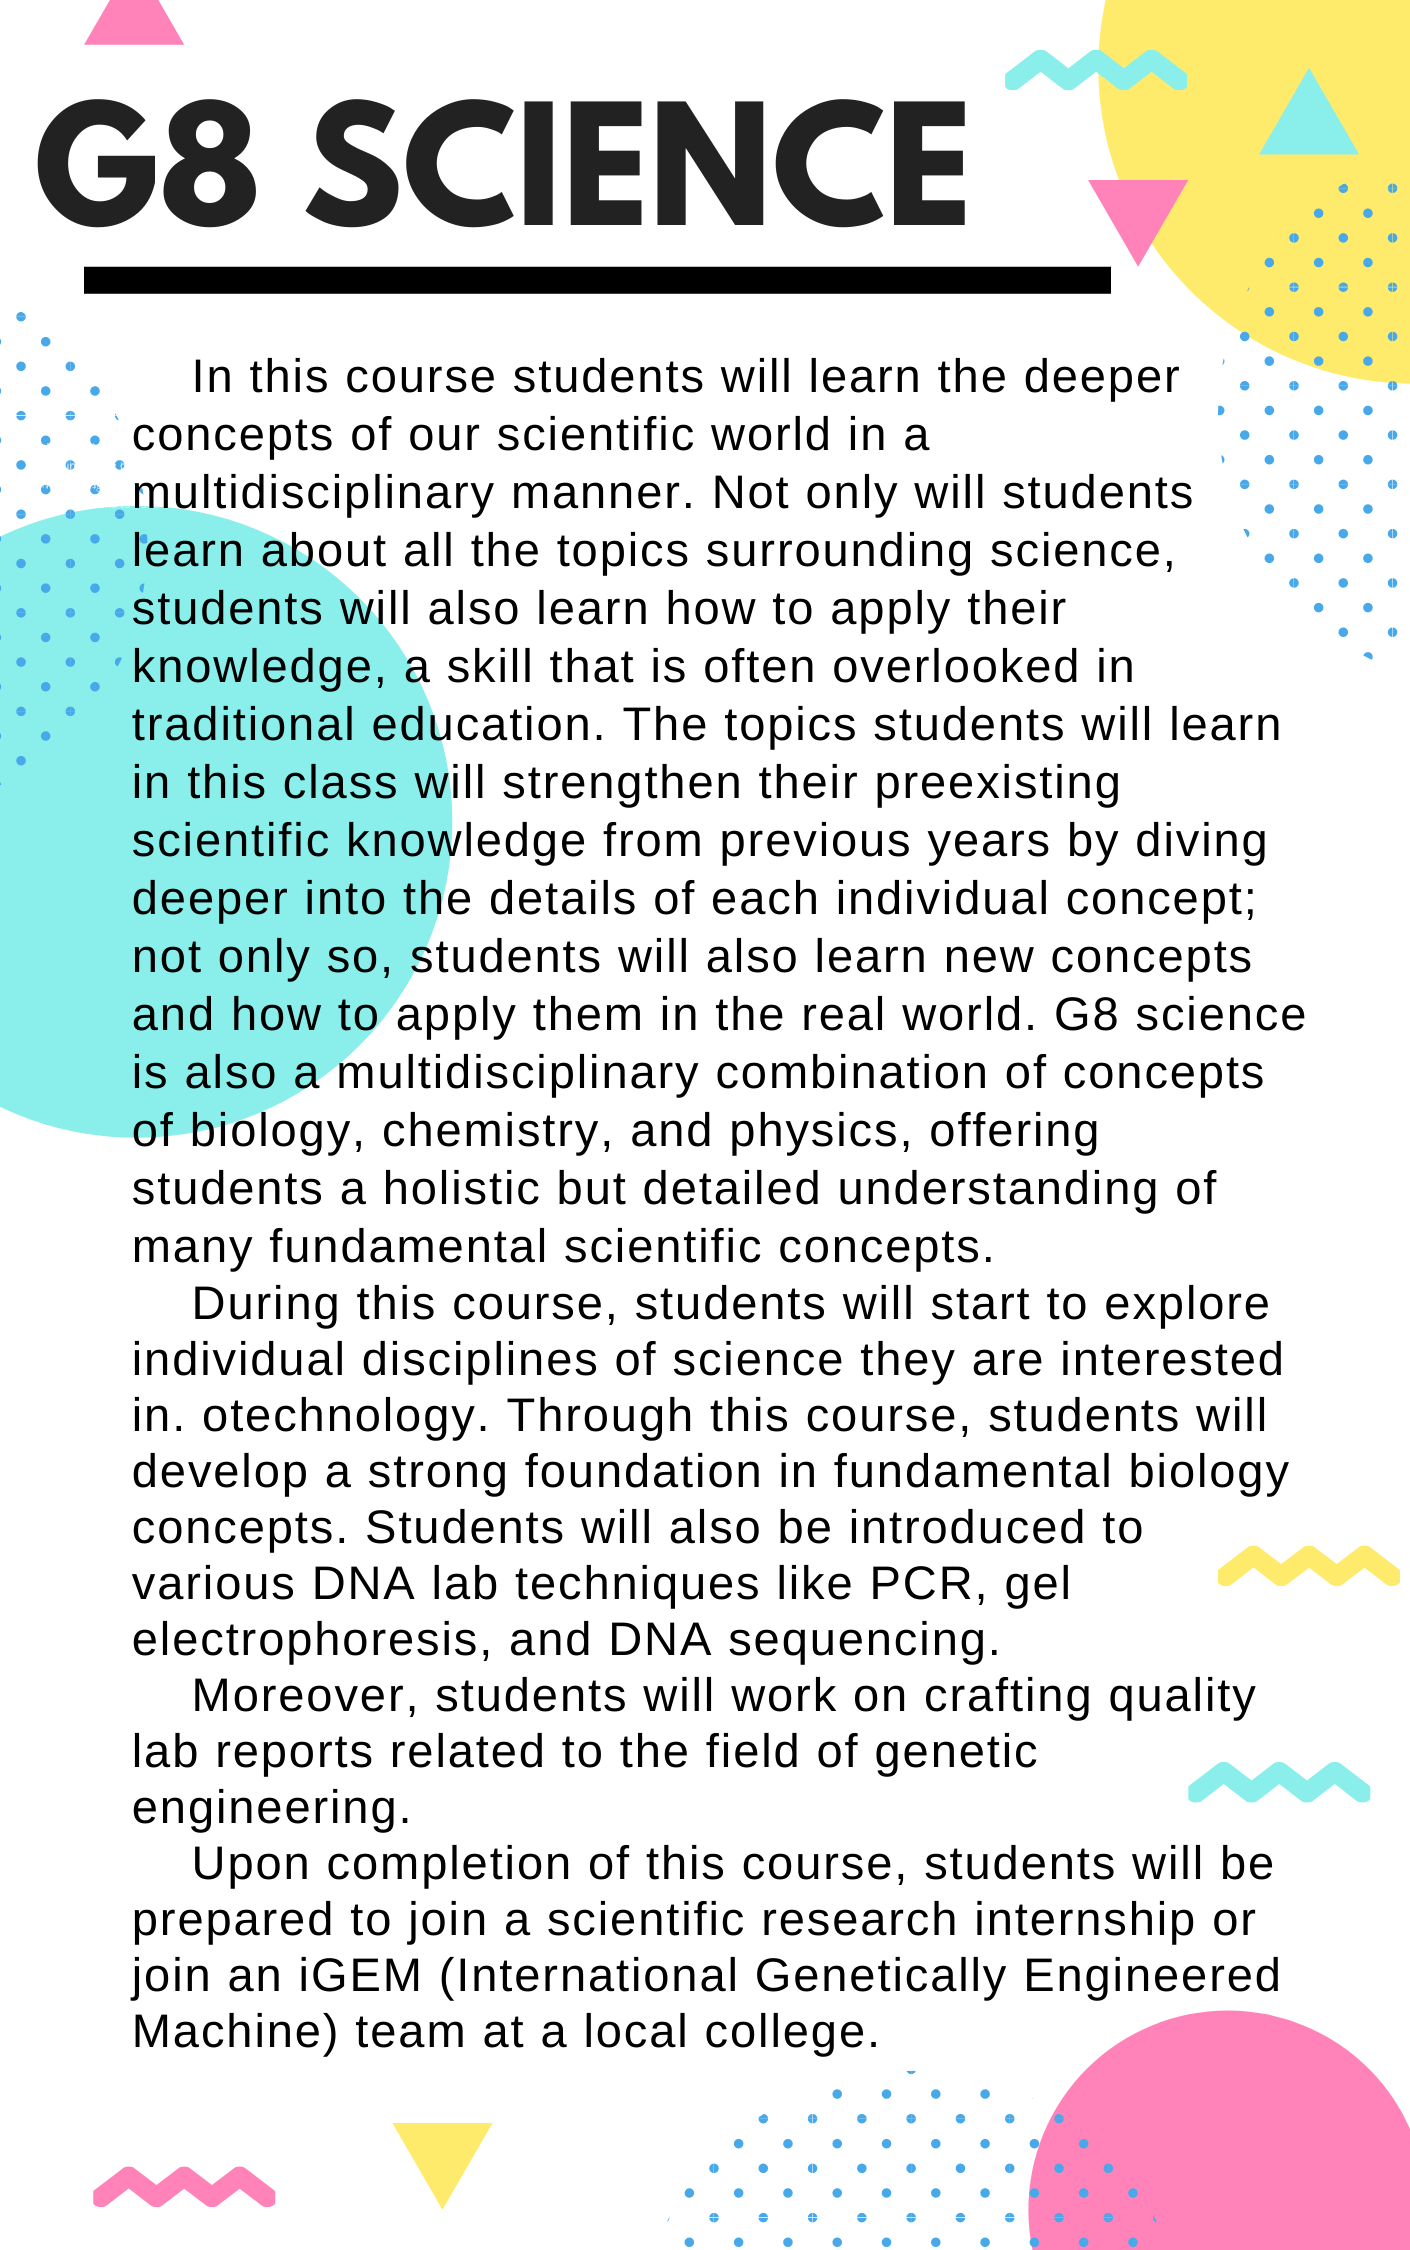 G8 SCIENCE
In this course students will learn the deeper
concepts of our scientific world in a
multidisciplinary manner. Not only will students
learn about all the topics surrounding science,
students will also learn how to apply their
knowledge, a skill that is often overlooked in
traditional education. The topics students will learn
in this class will strengthen their preexisting
scientific knowledge from previous years by diving
deeper into the details of each individual concept;
not only so, students will also learn new concepts
and how to apply them in the real world. G8 science
is also a multidisciplinary combination of concepts
of biology, chemistry, and physics, offering
students a holistic but detailed understanding of
many fundamental scientific concepts.
During this course, students will start to explore
individual disciplines of science they are interested
in. otechnology. Through this course, students will
develop a strong foundation in fundamental biology
concepts. Students will also be introduced to
various DNA lab techniques like PCR, gel
electrophoresis, and DNA sequencing.
Moreover, students will work on crafting quality
lab reports related to the field of genetic
engineering.
Upon completion of this course, students will be
prepared to join a scientific research internship or
join an iGEM (International Genetically Engineered
Machine) team at a local college.